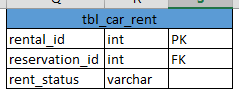 tbl_car_rent
rental_id int PK
reservation_id int FK
rent_status varchar